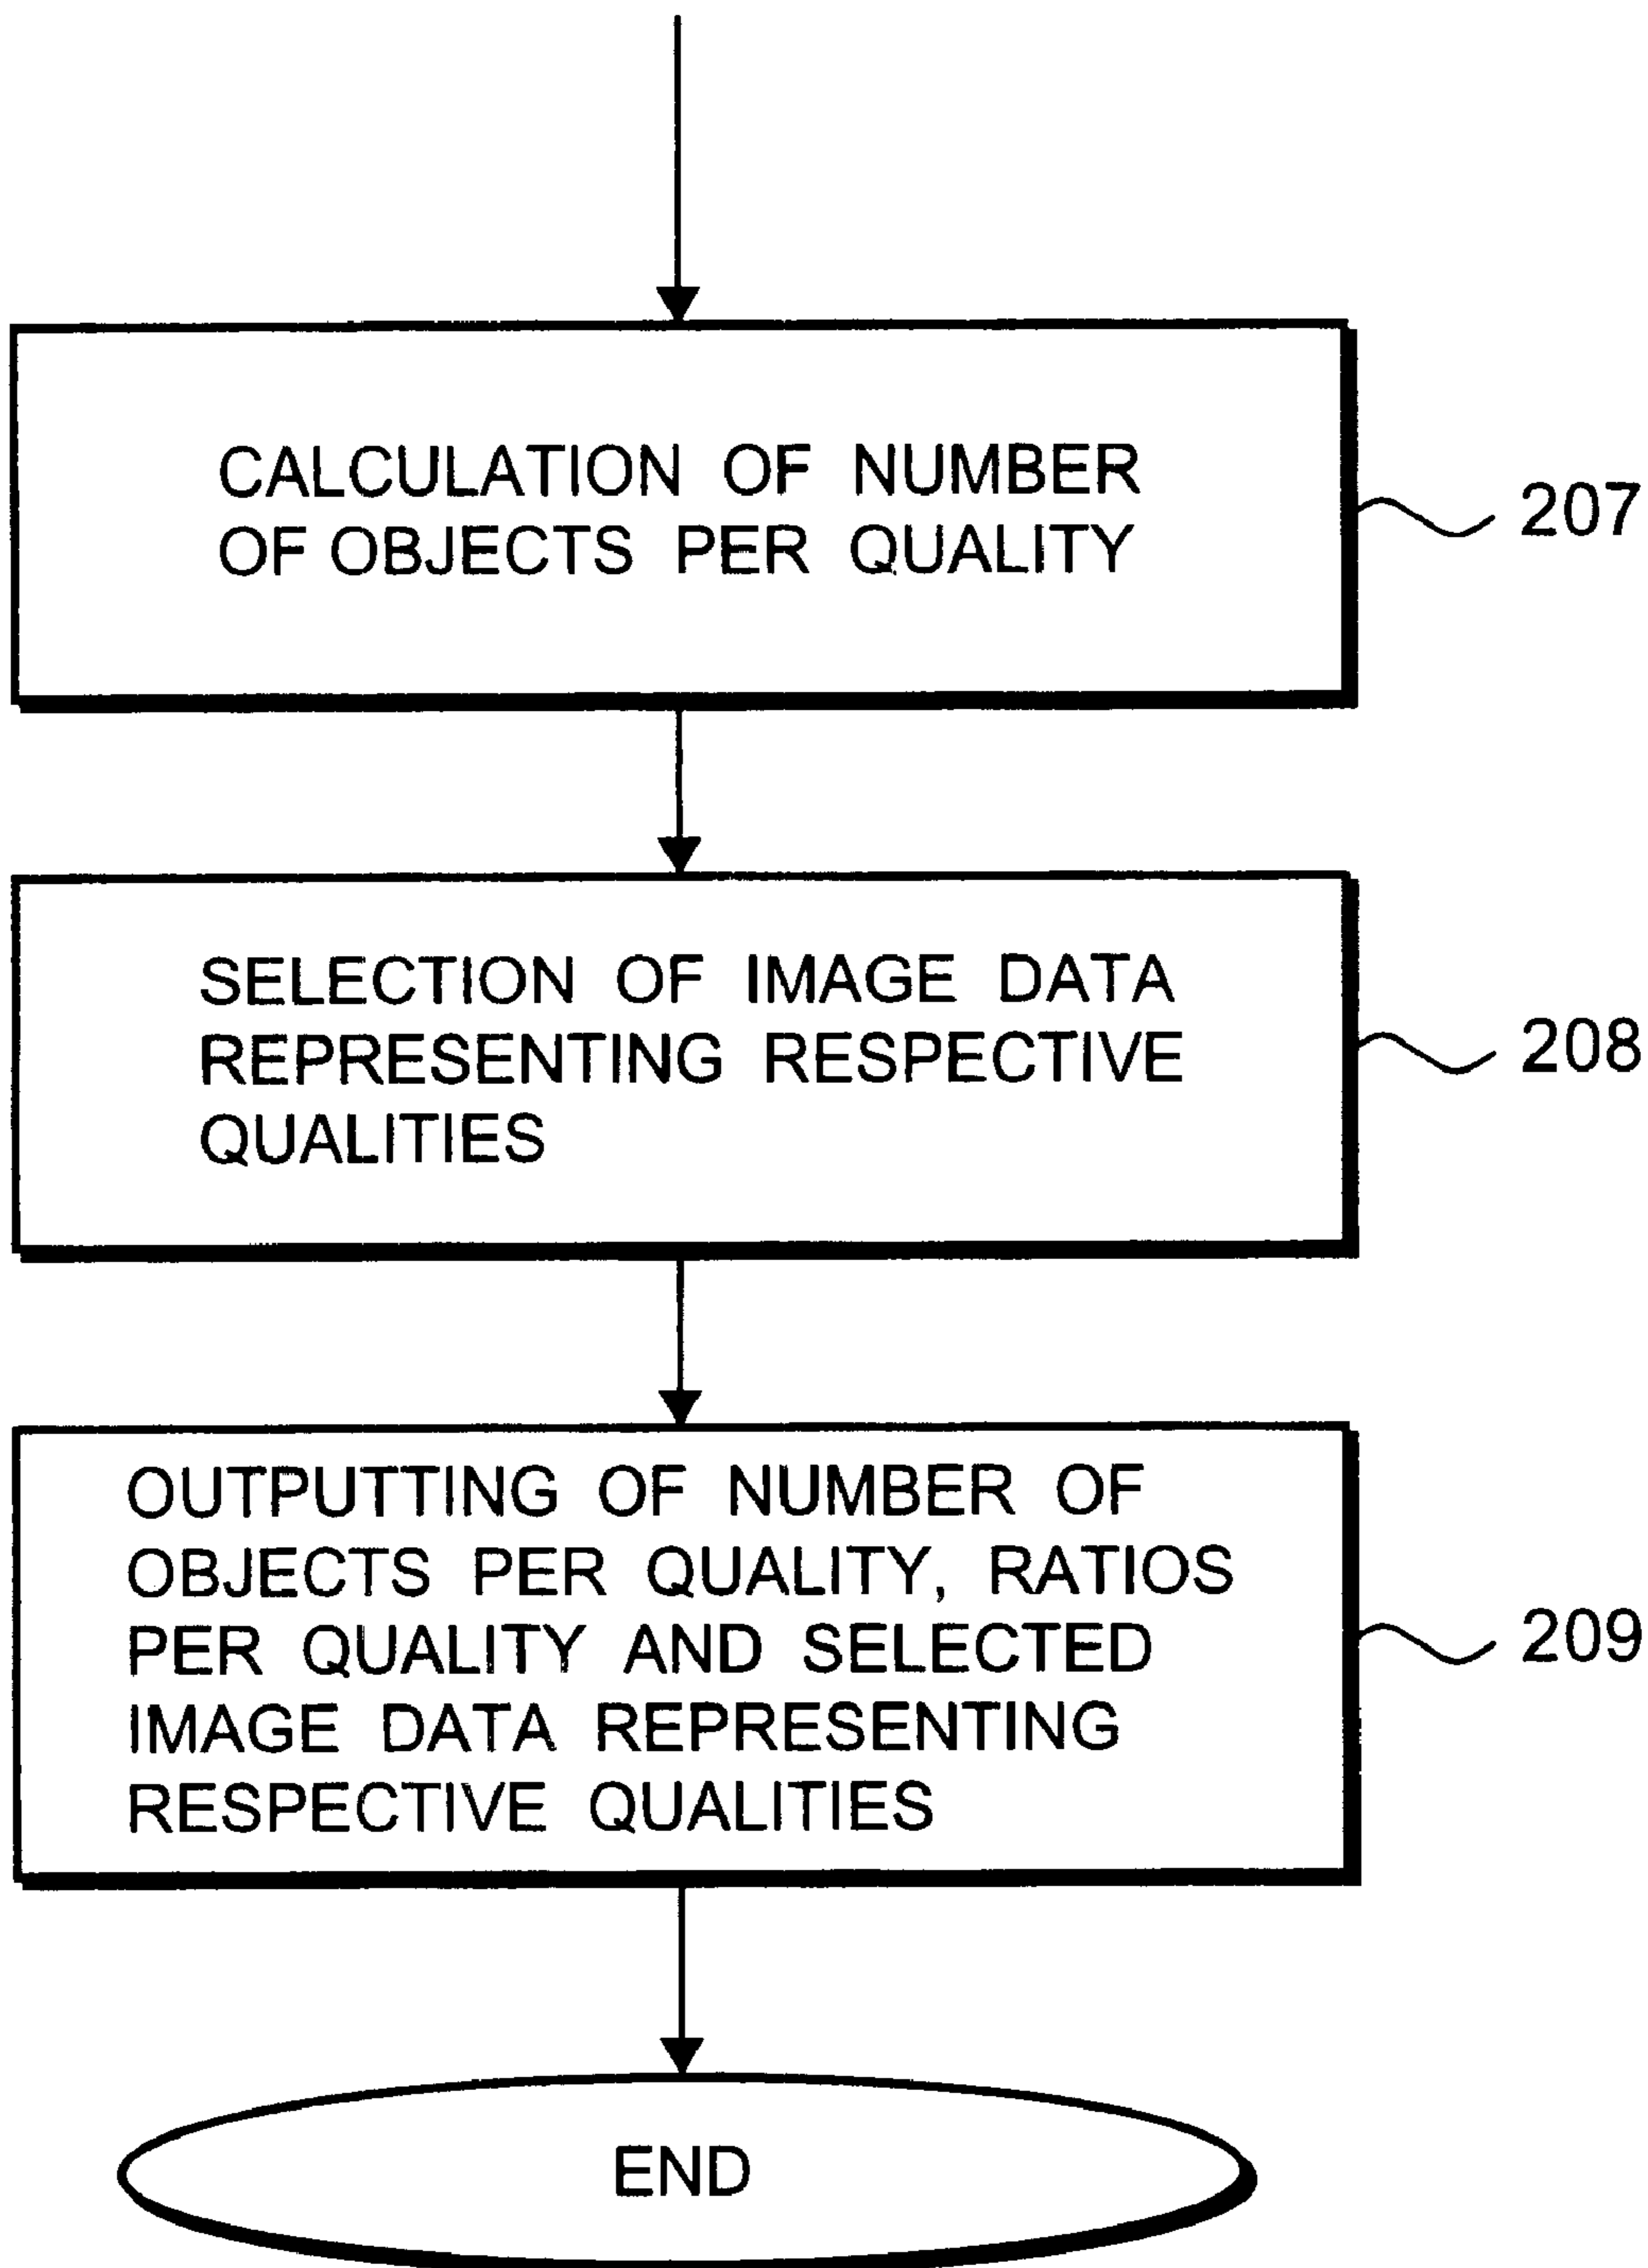 CALCULATION OF NUMBER
OF OBJECTS PER QUALITY
207
SELECTION OF IMAGE DATA
REPRESENTING RESPECTIVE
QUALITIES
208
OUTPUTTING OF NUMBER OF
OBJECTS PER QUALITY, RATIOS
PER QUALITY AND SELECTED
IMAGE DATA REPRESENTING
RESPECTIVE QUALITIES
209
END